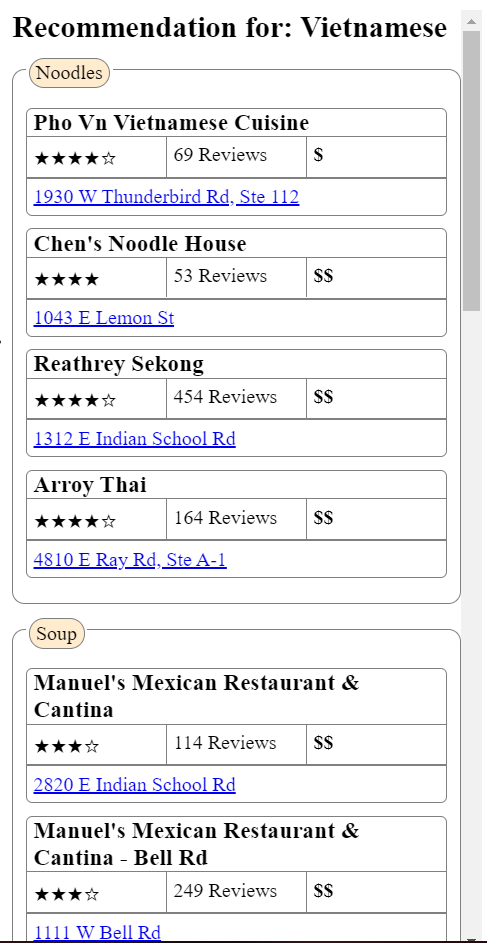 Recommendation for: Vietnamese
Noodles
Pho Vn Vietnamese Cuisine
★★★★☆ 69 Reviews $
1930 W Thunderbird Rd, Ste 112
Chen's Noodle House
★★★★ 53 Reviews $$
1043 E Lemon St
Reathrey Sekong
★★★★☆ 454 Reviews $$
1312 E Indian School Rd
Arroy Thai
★★★★☆ 164 Reviews $$
4810 E Ray Rd, Ste A-1
Soup
Manuel's Mexican Restaurant &
Cantina
★★★☆ 114 Reviews $$
2820 E Indian School Rd
Manuel's Mexican Restaurant &
Cantina - Bell Rd
★★★☆ 249 Reviews $$
1111 W Bell Rd